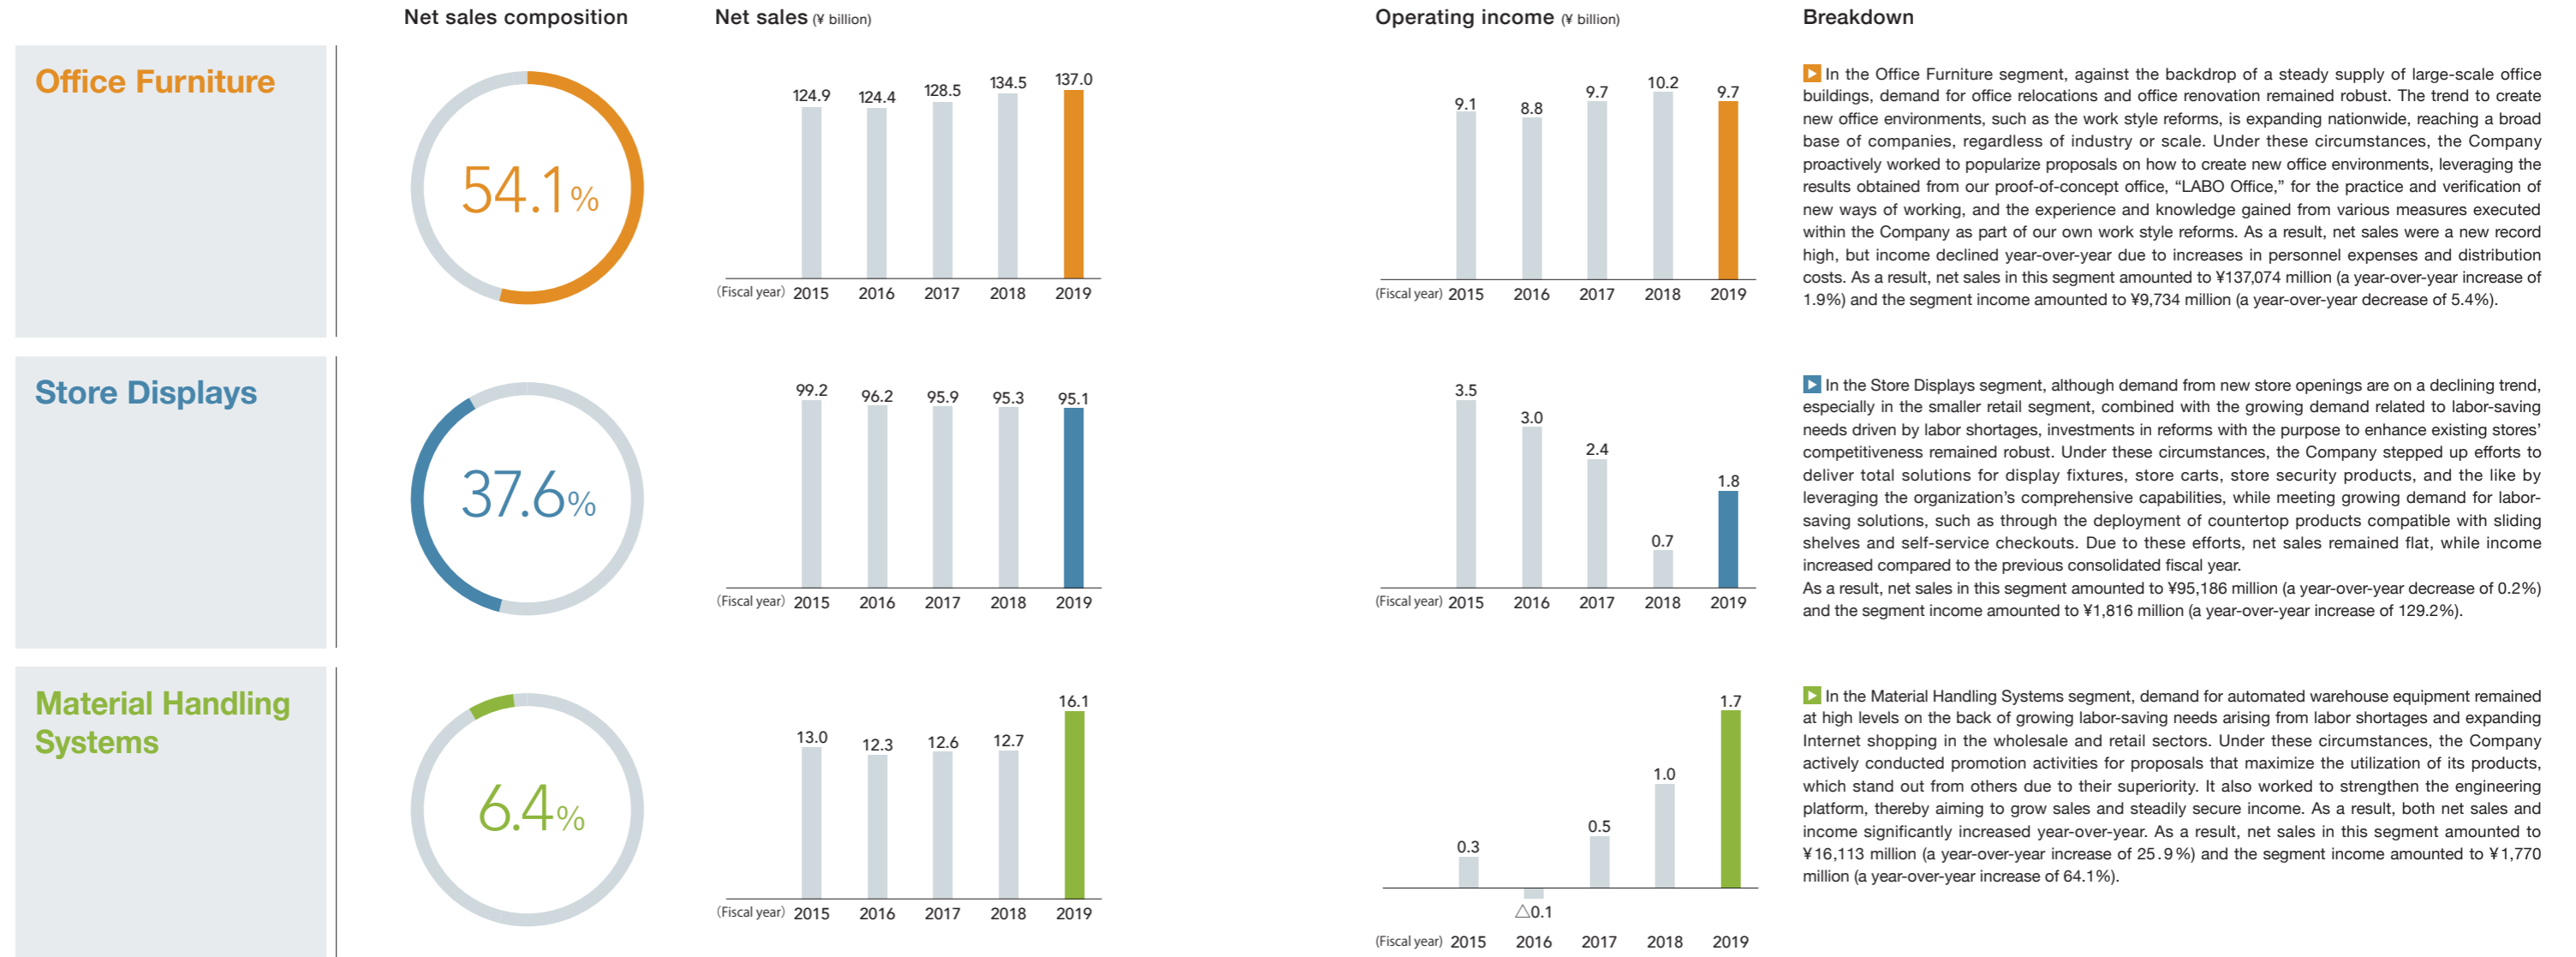 Net sales composition
Net sales (¥ billion)
Operating income (¥ billion)
Breakdown
Office Furniture
54.1%
124.9 124.4 128.5 134.5 137.0
(Fiscal year) 2015 2016 2017 2018 2019
9.1 8.8 9.7 10.2 9.7
(Fiscal year) 2015 2016 2017 2018 2019
In the Office Furniture segment, against the backdrop of a steady supply of large-scale office
buildings, demand for office relocations and office renovation remained robust. The trend to create
new office environments, such as the work style reforms, is expanding nationwide, reaching a broad
base of companies, regardless of industry or scale. Under these circumstances, the Company
proactively worked to popularize proposals on how to create new office environments, leveraging the
results obtained from our proof-of-concept office, “LABO Office,” for the practice and verification of
new ways of working, and the experience and knowledge gained from various measures executed
within the Company as part of our own work style reforms. As a result, net sales were a new record
high, but income declined year-over-year due to increases in personnel expenses and distribution
costs. As a result, net sales in this segment amounted to ¥137,074 million (a year-over-year increase of
1.9%) and the segment income amounted to ¥9,734 million (a year-over-year decrease of 5.4%).
Store Displays
37.6%
99.2 96.2 95.9 95.3 95.1
(Fiscal year) 2015 2016 2017 2018 2019
3.5 3.0 2.4 0.7 1.8
(Fiscal year) 2015 2016 2017 2018 2019
In the Store Displays segment, although demand from new store openings are on a declining trend,
especially in the smaller retail segment, combined with the growing demand related to labor-saving
needs driven by labor shortages, investments in reforms with the purpose to enhance existing stores’
competitiveness remained robust. Under these circumstances, the Company stepped up efforts to
deliver total solutions for display fixtures, store carts, store security products, and the like by
leveraging the organization’s comprehensive capabilities, while meeting growing demand for labor-
saving solutions, such as through the deployment of countertop products compatible with sliding
shelves and self-service checkouts. Due to these efforts, net sales remained flat, while income
increased compared to the previous consolidated fiscal year.
As a result, net sales in this segment amounted to ¥95,186 million (a year-over-year decrease of 0.2%)
and the segment income amounted to ¥1,816 million (a year-over-year increase of 129.2%).
Material Handling
Systems
6.4%
13.0 12.3 12.6 12.7 16.1
(Fiscal year) 2015 2016 2017 2018 2019
0.3 △0.1 0.5 1.0 1.7
(Fiscal year) 2015 2016 2017 2018 2019
In the Material Handling Systems segment, demand for automated warehouse equipment remained
at high levels on the back of growing labor-saving needs arising from labor shortages and expanding
Internet shopping in the wholesale and retail sectors. Under these circumstances, the Company
actively conducted promotion activities for proposals that maximize the utilization of its products,
which stand out from others due to their superiority. It also worked to strengthen the engineering
platform, thereby aiming to grow sales and steadily secure income. As a result, both net sales and
income significantly increased year-over-year. As a result, net sales in this segment amounted to
¥16,113 million (a year-over-year increase of 25.9%) and the segment income amounted to ¥1,770
million (a year-over-year increase of 64.1%).